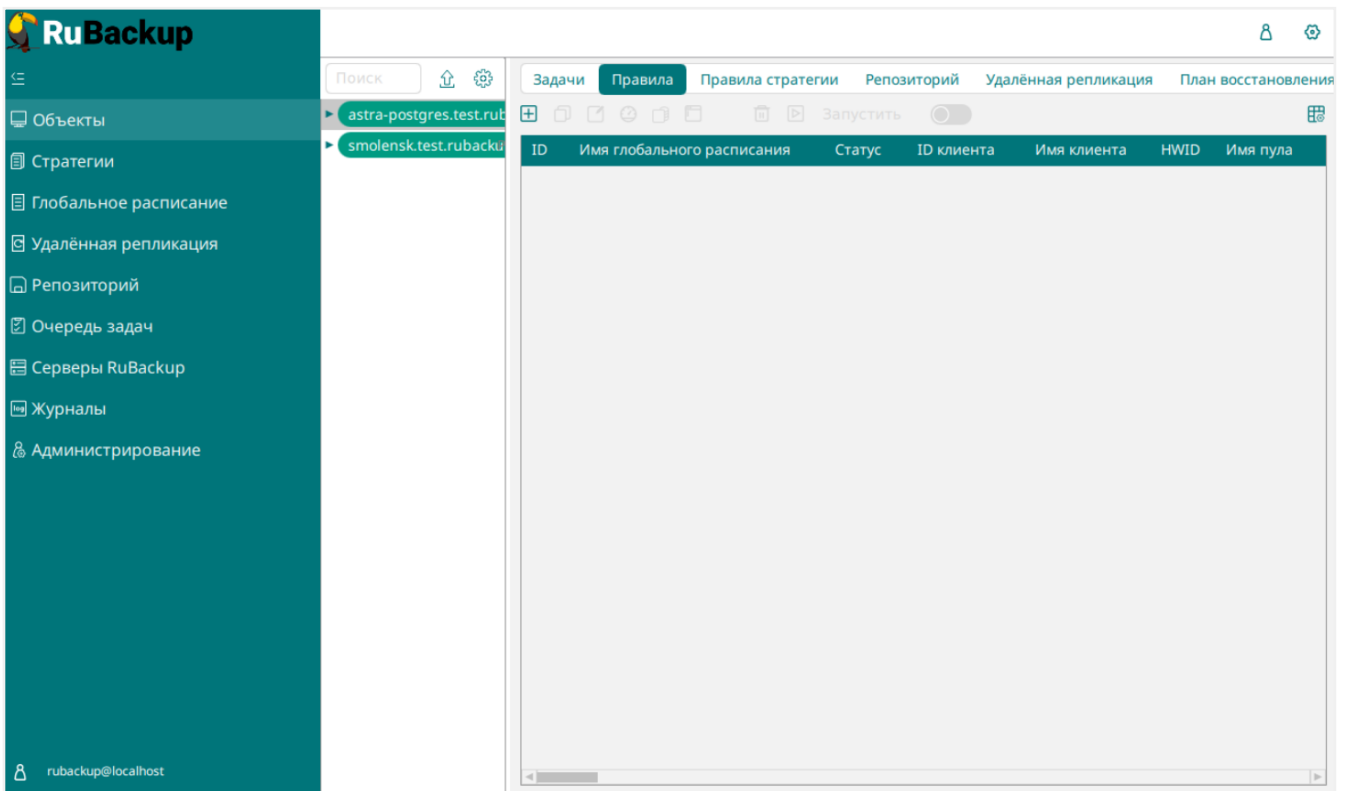 RuBackup
Поиск
Задачи Правила Правила стратегии Репозиторий Удалённая репликация План восстановления
Объекты
astra-postgres.test.rub
Запустить
Стратегии
smolensk.test.rubacku
ID Имя глобального расписания Статус ID клиента Имя клиента HWID Имя пула
Глобальное расписание
Удалённая репликация
Репозиторий
Очередь задач
Серверы RuBackup
log Журналы
Администрирование
rubackup@localhost